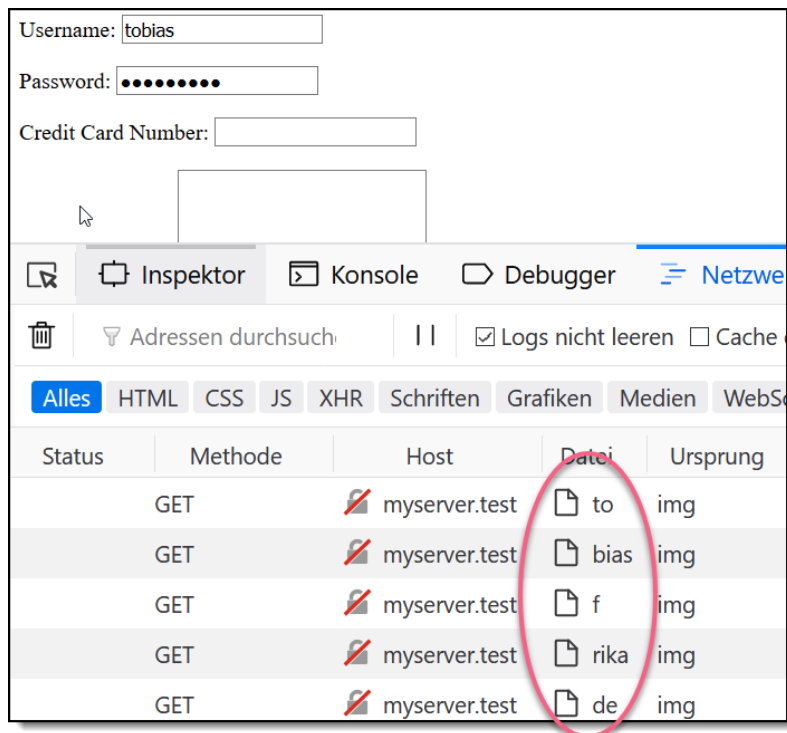 Username: tobias
Password: ●●●●●●●●●
Credit Card Number:
Inspektor Konsole Debugger Netzwe
Adressen durchsuch Logs nicht leeren Cache
Alles HTML CSS JS XHR Schriften Grafiken Medien WebSc
Status Methode Host Datei Ursprung
GET myserver.test to img
GET myserver.test bias img
GET myserver.test f img
GET myserver.test rika img
GET myserver.test de img